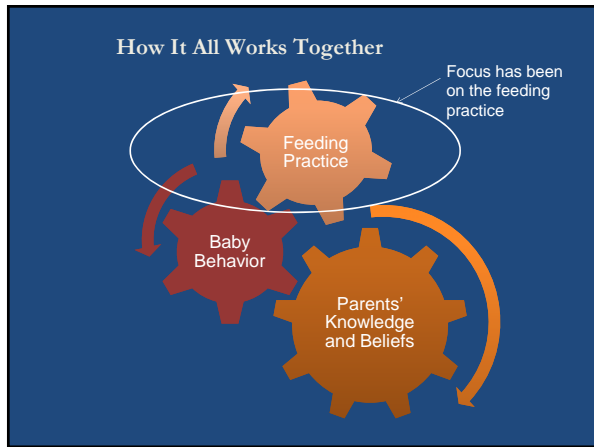 How It All Works Together
Focus has been
on the feeding
practice
Feeding
Practice
Baby
Behavior
Parents'
Knowledge
and Beliefs